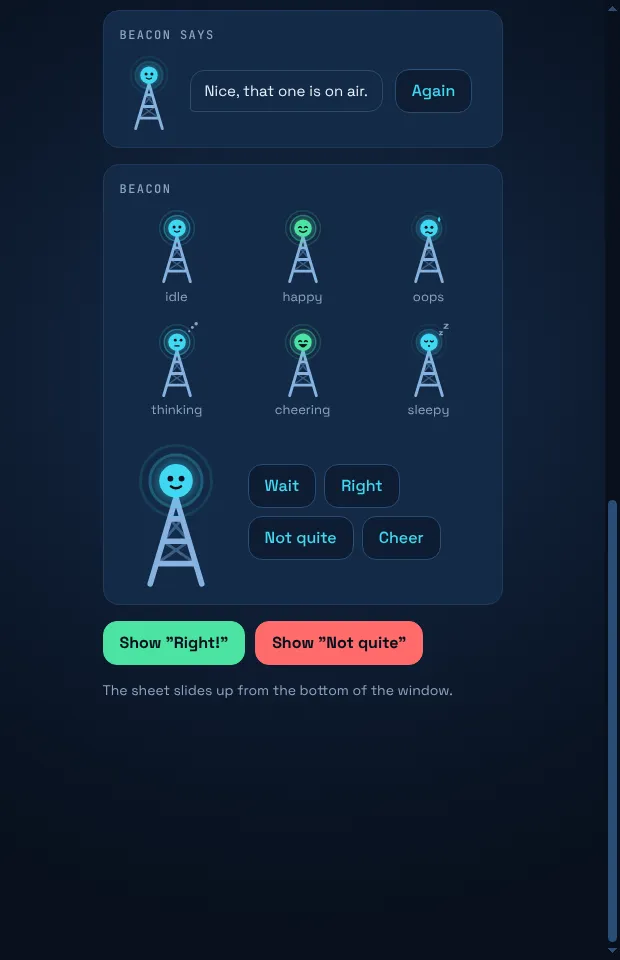 BEACON SAYS
Nice, that one is on air.
Again
BEACON
idle
happy
oops
z
z
thinking
cheering
sleepy
Wait
Right
Not quite
Cheer
Show ”Right!”
Show ”Not quite”
The sheet slides up from the bottom of the window.